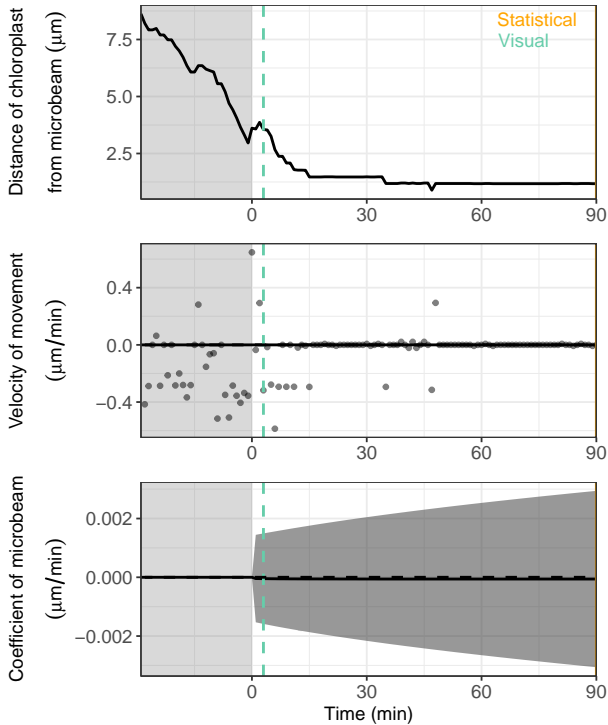 Distance of chloroplast
from microbeam (μm)
7.5
5.0
2.5
Statistical
Visual
0
30
60
90
Velocity of movement
(μm/min)
0.4
0.0
−0.4
0
30
60
90
Coefficient of microbeam
(μm/min)
0.002
0.000
−0.002
0
30
60
90
Time (min)